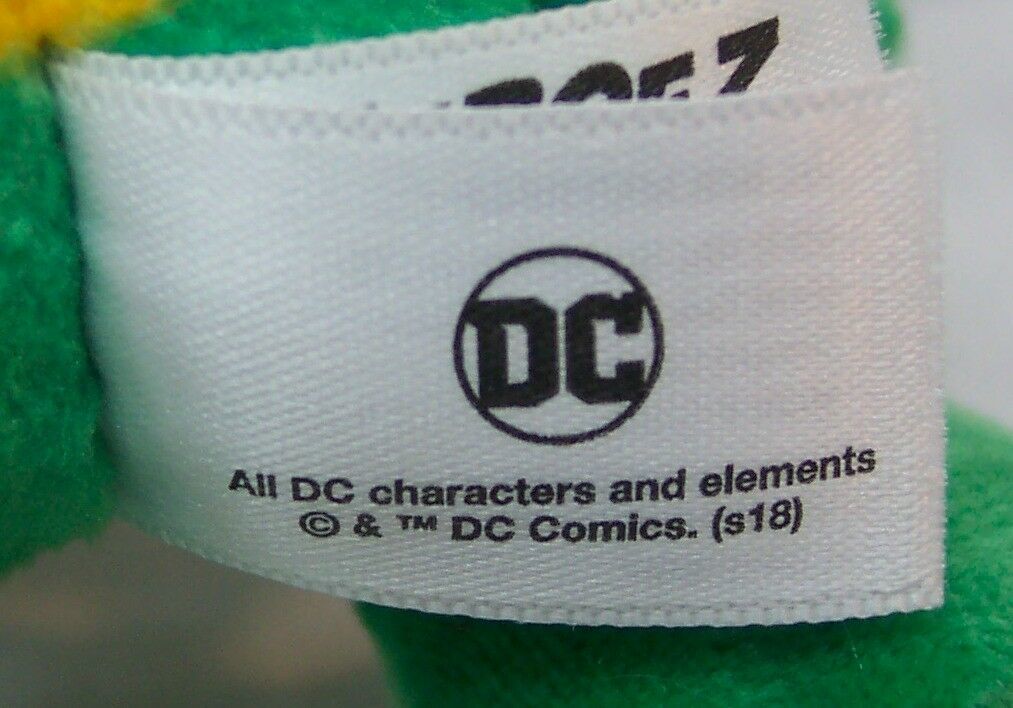 DC
All DC characters and elements
© & ™ DC Comics. (s18)